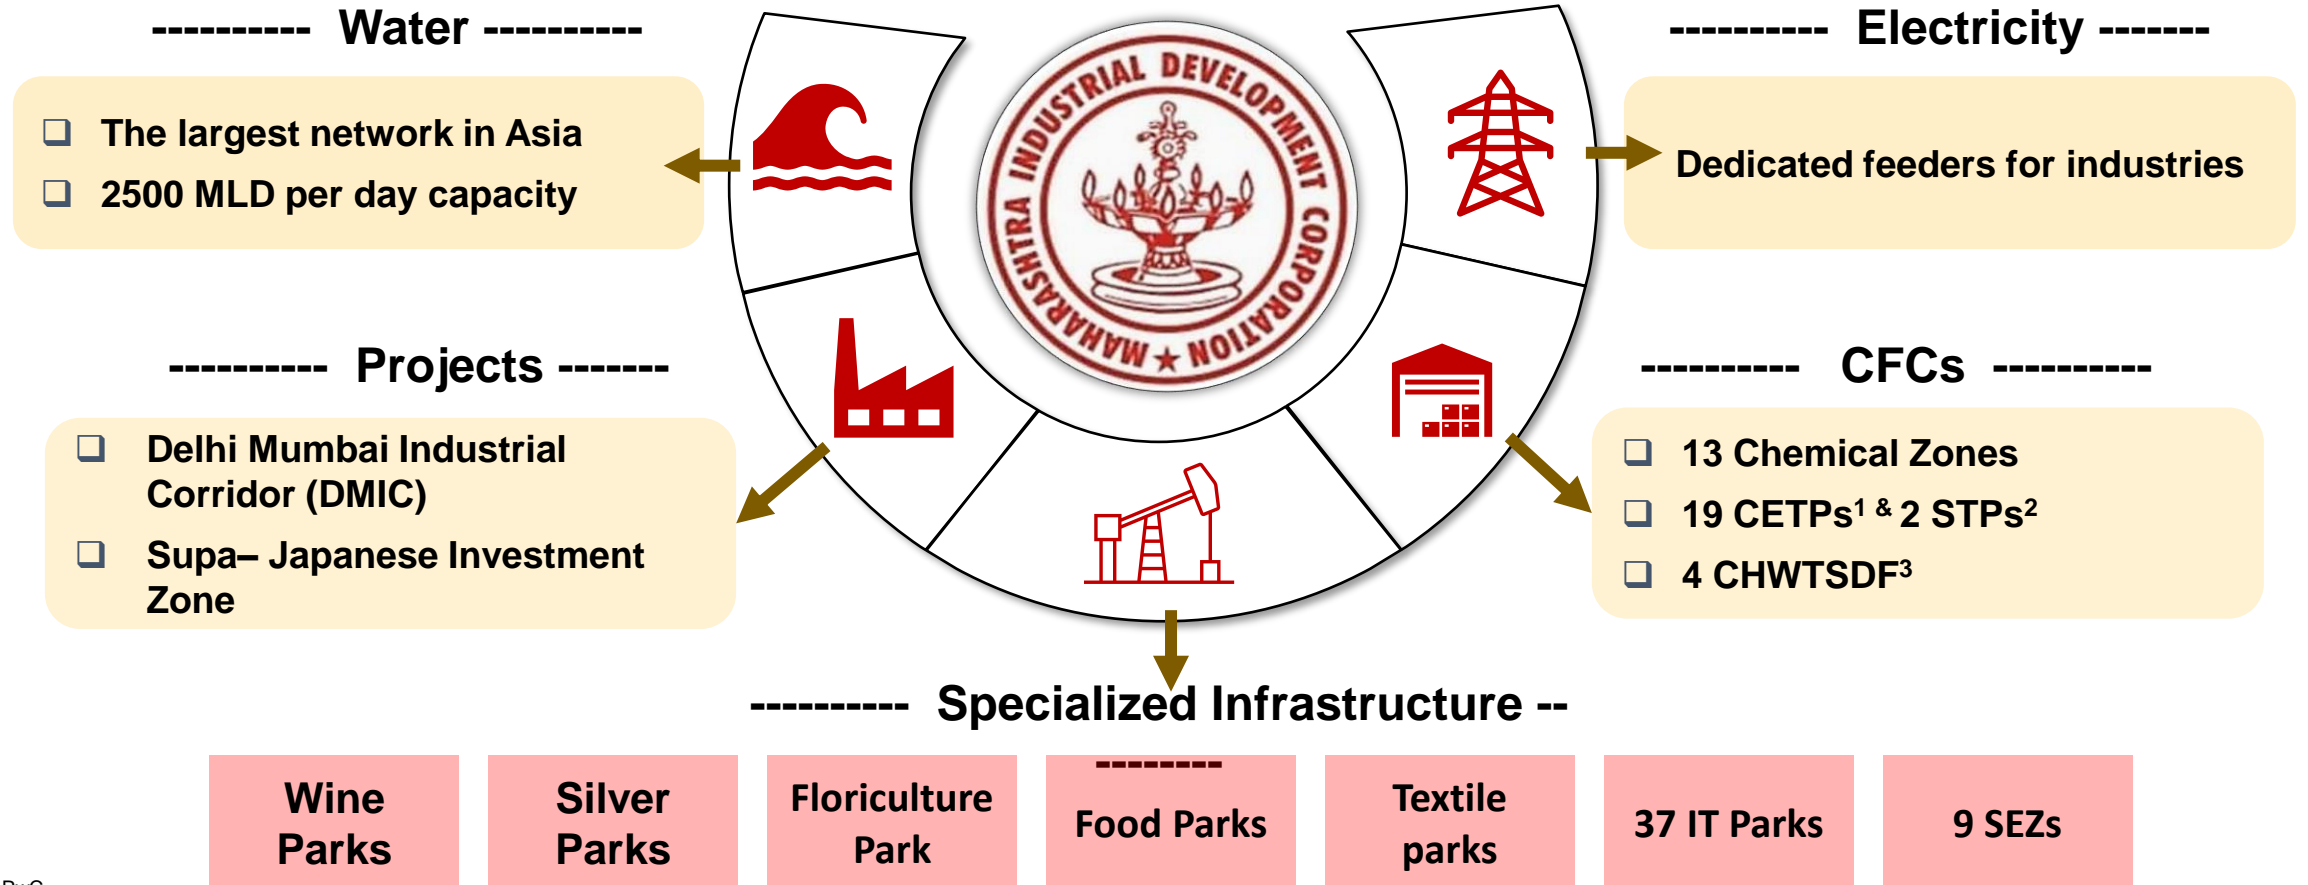 ---------- Water ----------
❑ The largest network in Asia
❑ 2500 MLD per day capacity
---------- Electricity -------
Dedicated feeders for industries
MAHARASHTRA INDUSTRIAL DEVELOPMENT CORPORATION ★
---------- Projects -------
❑ Delhi Mumbai Industrial
Corridor (DMIC)
❑ Supa– Japanese Investment
Zone
---------- CFCs ----------
❑ 13 Chemical Zones
❑ 19 CETPs¹ & 2 STPs²
❑ 4 CHWTSDF³
---------- Specialized Infrastructure --
--------
Wine
Parks
Silver
Parks
Floriculture
Park
Food Parks
Textile
parks
37 IT Parks
9 SEZs